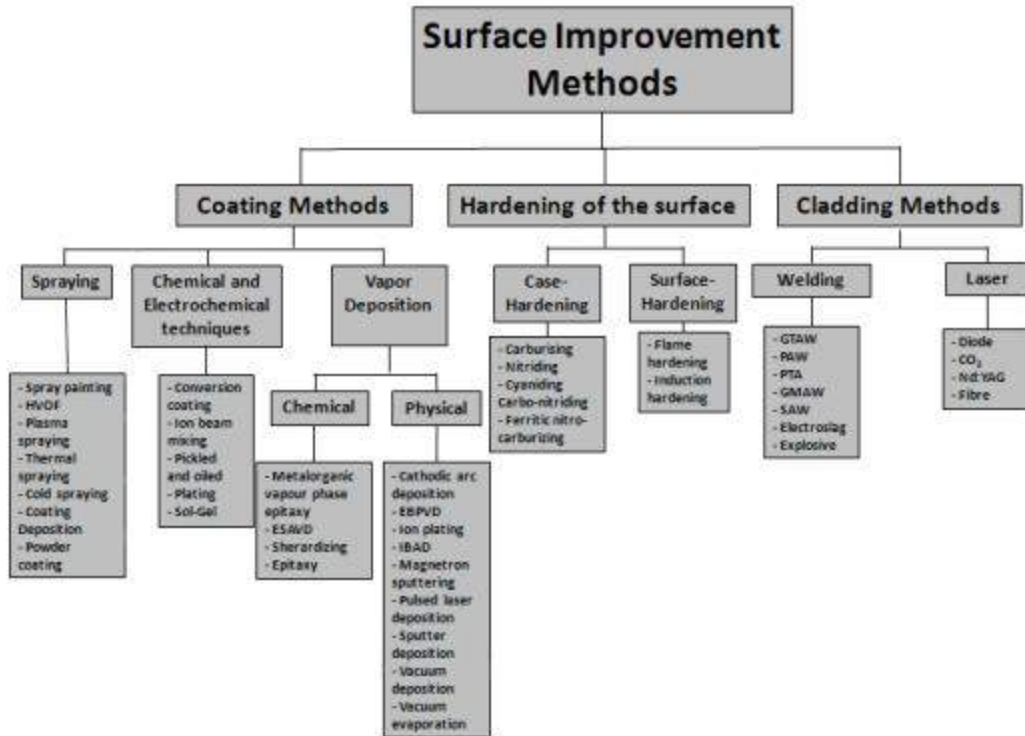 Surface Improvement
Methods
Coating Methods
Hardening of the surface
Cladding Methods
Spraying
Chemical and
Electrochemical
techniques
Vapor
Deposition
Case-
Hardening
Surface-
Hardening
Welding
Laser
- Spray painting
- HVOF
- Plasma
spraying
- Thermal
spraying
- Cold spraying
- Coating
Deposition
- Powder
coating
- Conversion
coating
- Ion beam
mixing
- Pickled
and oiled
- Plating
- Sol-Gel
Chemical
Physical
- Metalorganic
vapour phase
epitaxy
- ESAVD
- Sherardizing
- Epitaxy
- Cathodic arc
deposition
- EBPVD
- Ion plating
- IBAD
- Magnetron
sputtering
- Pulsed laser
deposition
- Sputter
deposition
- Vacuum
deposition
- Vacuum
evaporation
- Carburising
- Nitriding
- Cyaniding
Carbo-nitriding
- Ferritic nitro-
carburizing
- Flame
hardening
- Induction
hardening
- GTAW
- PAW
- PTA
- GMAW
- SAW
- Electroslag
- Explosive
- Diode
- CO₂
- Nd:YAG
- Fibre